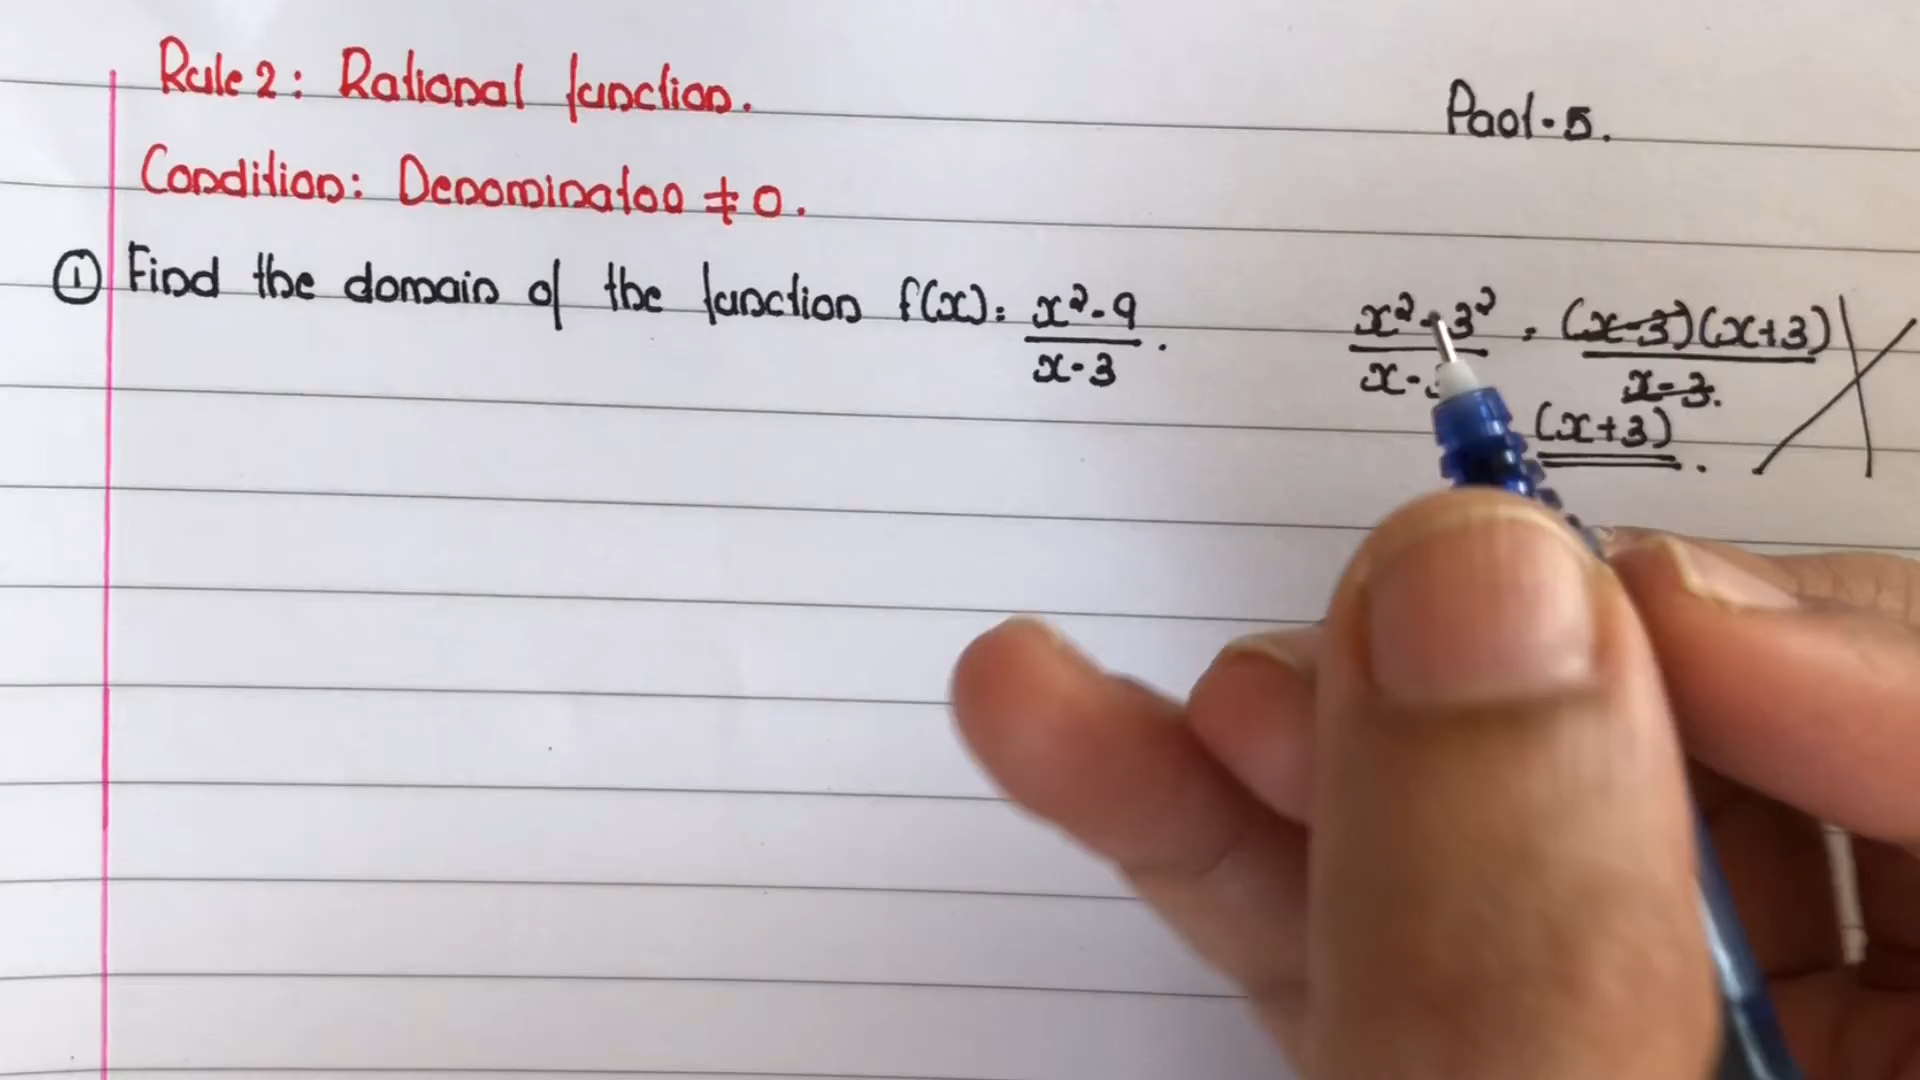 Rule 2: Rational function.
Part-5.
Condition: Denominator ≠ 0.
① Find the domain of the function f(x) = x²-9 / x-3 .
x²-3² / x- = (x-3)(x+3) / x-3.
(x+3) .